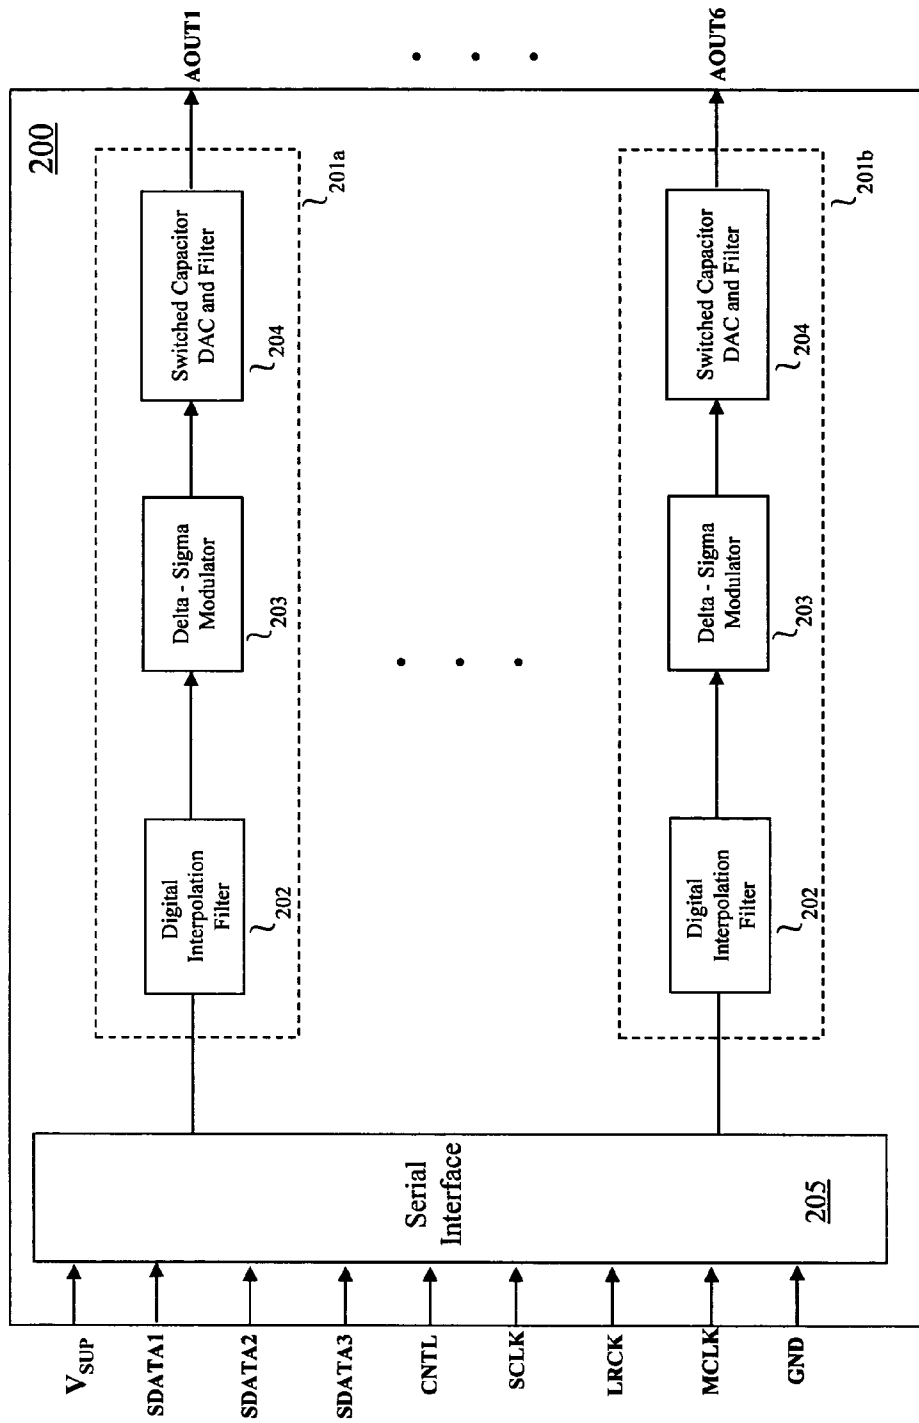 200
V_SUP
SDATA1
SDATA2
SDATA3
CNTL
SCLK
LRCK
MCLK
GND
Serial
Interface
205
Digital
Interpolation
Filter
202
Delta - Sigma
Modulator
203
Switched Capacitor
DAC and Filter
204
201a
AOUT1
Digital
Interpolation
Filter
202
Delta - Sigma
Modulator
203
Switched Capacitor
DAC and Filter
204
201b
AOUT6